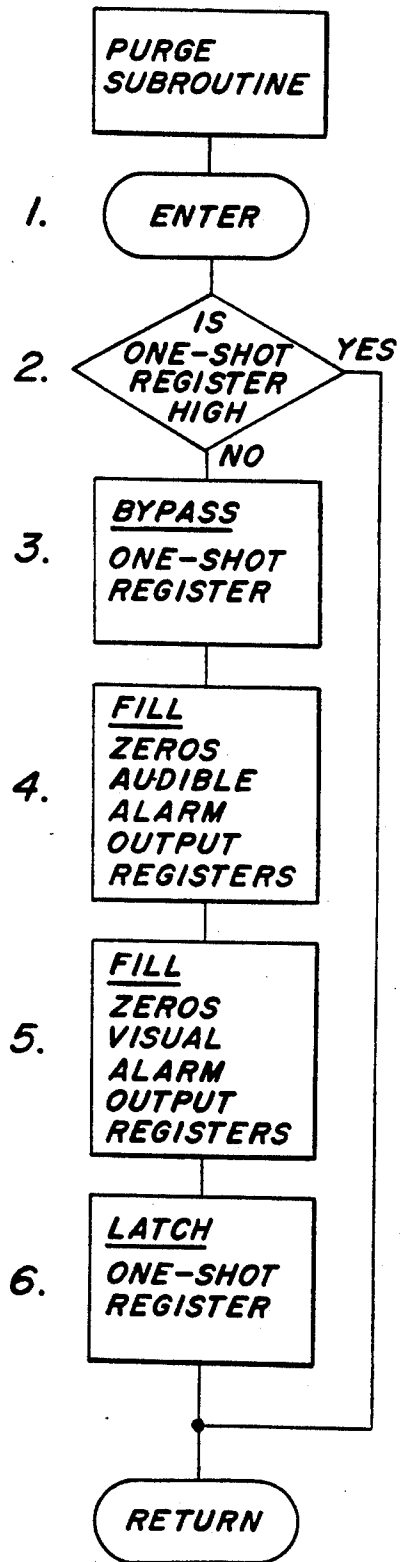 PURGE
SUBROUTINE
1.
ENTER
2.
IS
ONE-SHOT
REGISTER
HIGH
YES
NO
3.
BYPASS
ONE-SHOT
REGISTER
4.
FILL
ZEROS
AUDIBLE
ALARM
OUTPUT
REGISTERS
5.
FILL
ZEROS
VISUAL
ALARM
OUTPUT
REGISTERS
6.
LATCH
ONE-SHOT
REGISTER
RETURN